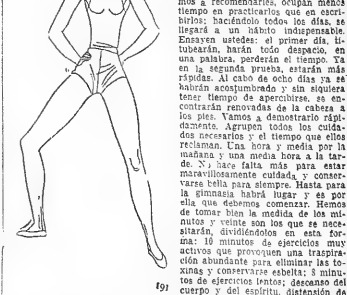 mos a recomendarles, ocupan menos
tiempo en practicarlos que en escri-
birlos; haciéndolo todos los días, se
llegará a un hábito indispensable.
Ensayen ustedes: el primer día, ti-
tubearán, harán todo despacio, en
una palabra, perderán el tiempo. Ya
en la segunda prueba, estarán más
rápidas. Al cabo de ocho días ya se
habrán acostumbrado y sin siquiera
tener tiempo de apercibirse, se en-
contrarán renovadas de la cabeza a
los pies. Vamos a demostrarlo rápi-
damente. Agrupen todos los cuida-
dos necesarios y el tiempo que ellos
reclaman. Una hora y media por la
mañana y una media hora a la tar-
de. No hace falta más para estar
maravillosamente cuidada y conser-
varse bella para siempre. Hasta para
la gimnasia habrá lugar y es por
ella que debemos comenzar. Hemos
de tomar bien la medida de los mi-
nutos y veinte son los que se nece-
sitarán, dividiéndolos en esta for-
ma: 10 minutos de ejercicios muy
activos que provoquen una traspira-
ción abundante para eliminar las to-
xinas y conservarse esbelta; 8 minu-
tos de ejercicios lentos; descanso del
cuerpo y del espíritu, distensión de
191